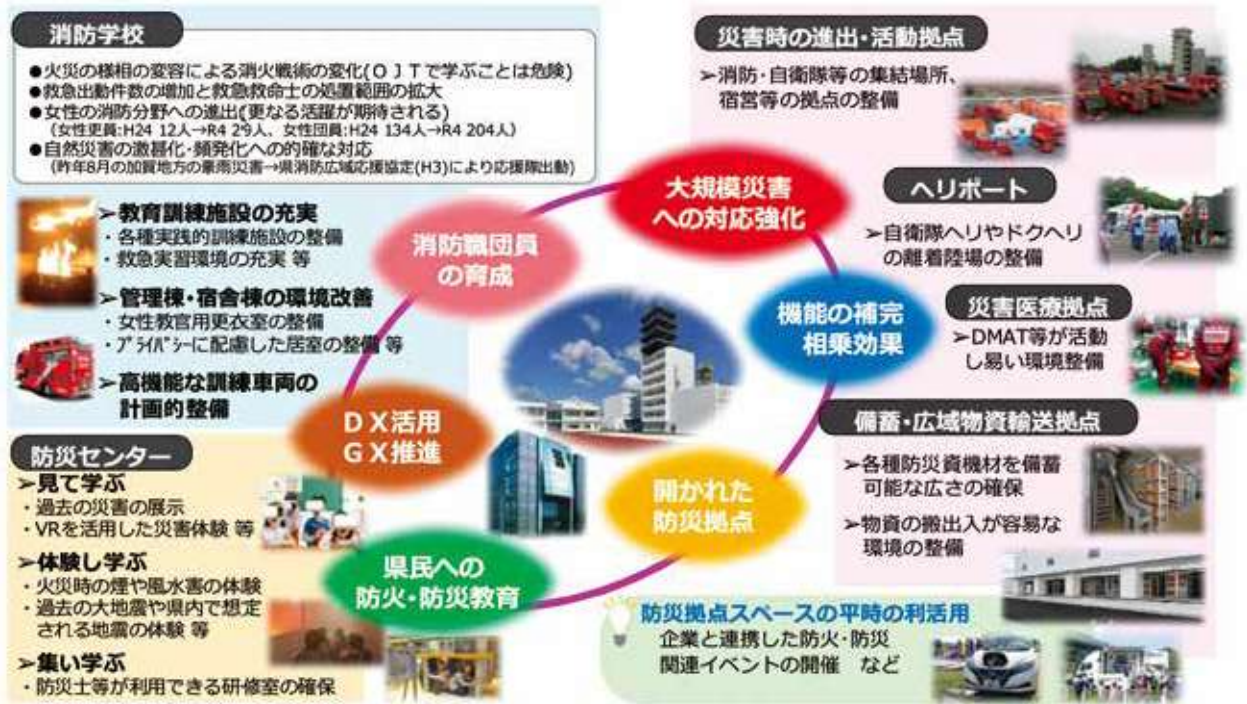 消防学校
●火災の様相の変容による消火戦術の変化(OJTで学ぶことは危険)
●救急出動件数の増加と救急救命士の処置範囲の拡大
●女性の消防分野への進出(更なる活躍が期待される)
(女性吏員:H24 12人→R4 29人、女性団員:H24 134人→R4 204人)
●自然災害の激甚化・頻発化への的確な対応
(昨年8月の加賀地方の豪雨災害→県消防広域応援協定(H3)により応援隊出動)
➢教育訓練施設の充実
・各種実践的訓練施設の整備
・救急実習環境の充実 等
➢管理棟・宿舎棟の環境改善
・女性教官用更衣室の整備
・プライバシーに配慮した居室の整備 等
➢高機能な訓練車両の
計画的整備
防災センター
➢見て学ぶ
・過去の災害の展示
・VRを活用した災害体験 等
➢体験し学ぶ
・火災時の煙や風水害の体験
・過去の大地震や県内で想定
される地震の体験 等
➢集い学ぶ
・防災士等が利用できる研修室の確保
消防職団員
の育成
大規模災害
への対応強化
機能の補完
相乗効果
開かれた
防災拠点
県民への
防火・防災教育
DX活用
GX推進
災害時の進出・活動拠点
➢消防・自衛隊等の集結場所、
宿営等の拠点の整備
ヘリポート
➢自衛隊ヘリやドクヘリ
の離着陸場の整備
災害医療拠点
➢DMAT等が活動
し易い環境整備
備蓄・広域物資輸送拠点
➢各種防災資機材を備蓄
可能な広さの確保
➢物資の搬出入が容易な
環境の整備
防災拠点スペースの平時の利活用
企業と連携した防火・防災
関連イベントの開催 など